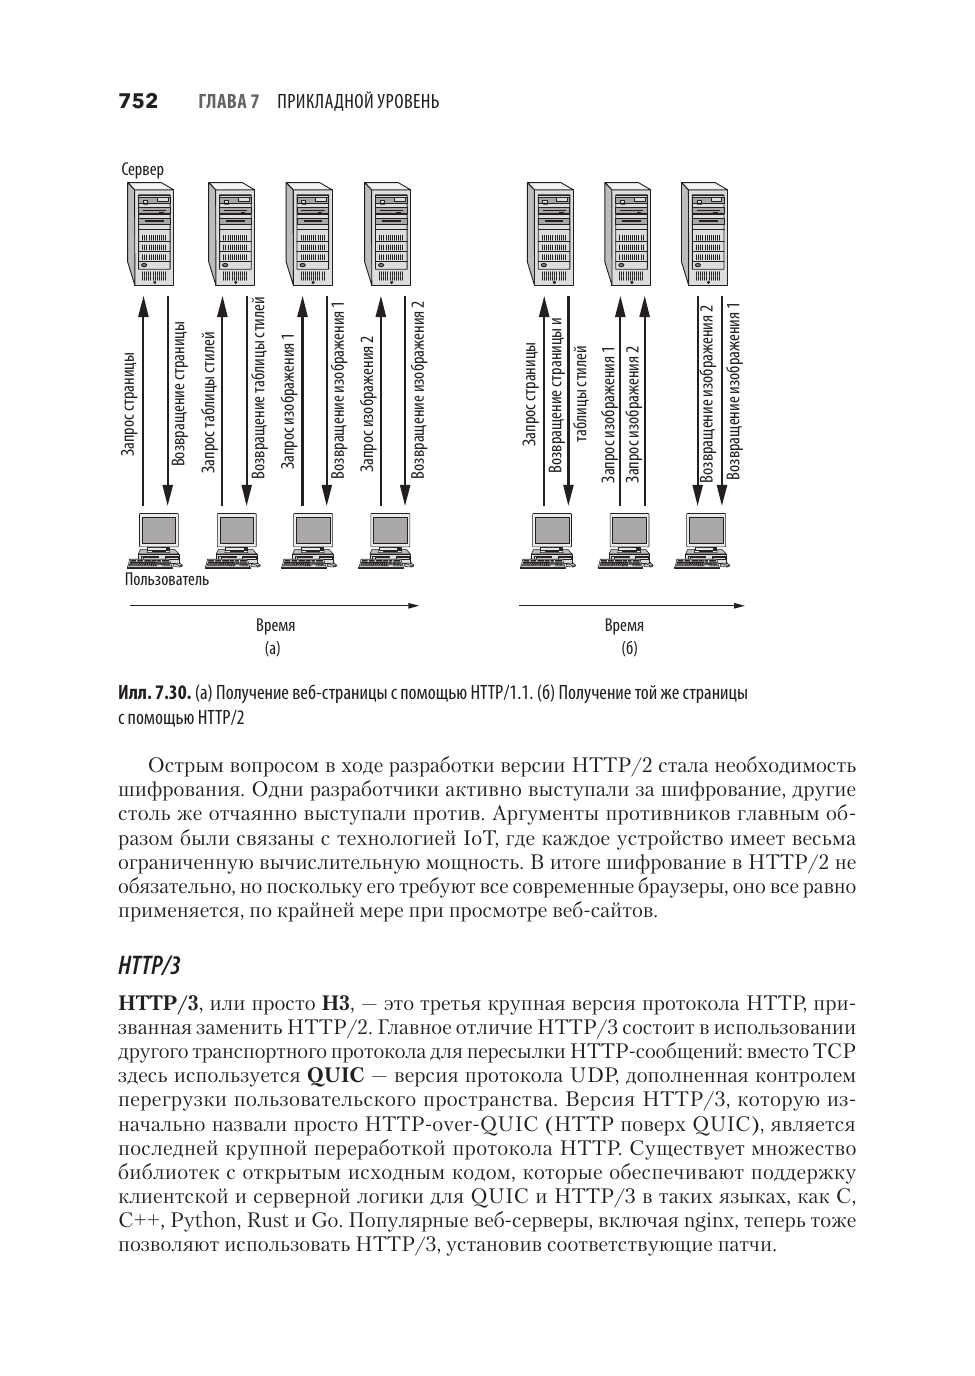 752 ГЛАВА 7 ПРИКЛАДНОЙ УРОВЕНЬ
Сервер
Запрос страницы
Возвращение страницы
Запрос таблицы стилей
Возвращение таблицы стилей
Запрос изображения 1
Возвращение изображения 1
Запрос изображения 2
Возвращение изображения 2
Пользователь
Время
(а)
Запрос страницы
Возвращение страницы и
таблицы стилей
Запрос изображения 1
Запрос изображения 2
Возвращение изображения 2
Возвращение изображения 1
Время
(б)
Илл. 7.30. (а) Получение веб-страницы с помощью HTTP/1.1. (б) Получение той же страницы
с помощью HTTP/2
Острым вопросом в ходе разработки версии HTTP/2 стала необходимость
шифрования. Одни разработчики активно выступали за шифрование, другие
столь же отчаянно выступали против. Аргументы противников главным об-
разом были связаны с технологией IoT, где каждое устройство имеет весьма
ограниченную вычислительную мощность. В итоге шифрование в HTTP/2 не
обязательно, но поскольку его требуют все современные браузеры, оно все равно
применяется, по крайней мере при просмотре веб-сайтов.
HTTP/3
HTTP/3, или просто H3, — это третья крупная версия протокола HTTP, при-
званная заменить HTTP/2. Главное отличие HTTP/3 состоит в использовании
другого транспортного протокола для пересылки HTTP-сообщений: вместо TCP
здесь используется QUIC — версия протокола UDP, дополненная контролем
перегрузки пользовательского пространства. Версия HTTP/3, которую из-
начально назвали просто HTTP-over-QUIC (HTTP поверх QUIC), является
последней крупной переработкой протокола HTTP. Существует множество
библиотек с открытым исходным кодом, которые обеспечивают поддержку
клиентской и серверной логики для QUIC и HTTP/3 в таких языках, как C,
C++, Python, Rust и Go. Популярные веб-серверы, включая nginx, теперь тоже
позволяют использовать HTTP/3, установив соответствующие патчи.